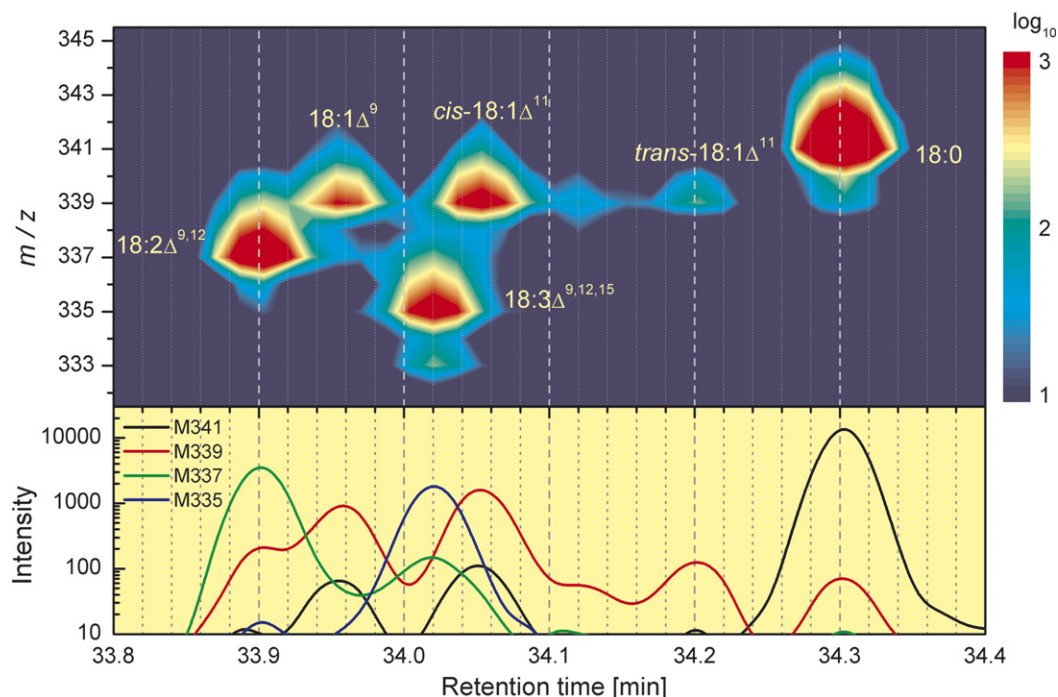 log₁₀
345
343
341
339
337
335
333
m / z
18:1Δ⁹
cis-18:1Δ¹¹
trans-18:1Δ¹¹
18:0
18:2Δ⁹,¹²
18:3Δ⁹,¹²,¹⁵
3
2
1
M341
M339
M337
M335
10000
1000
100
10
Intensity
33.8 33.9 34.0 34.1 34.2 34.3 34.4
Retention time [min]